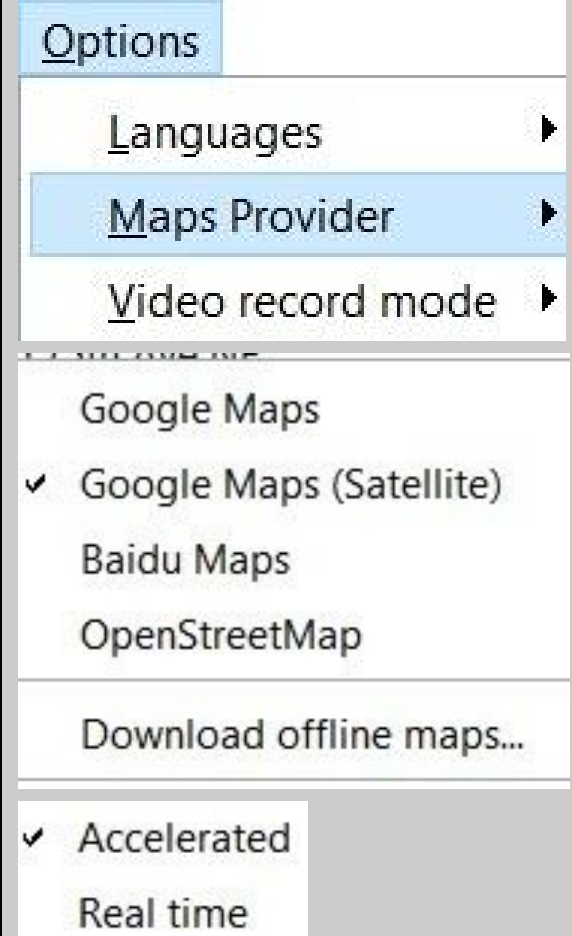 Options
Languages
Maps Provider
Video record mode
Google Maps
Google Maps (Satellite)
Baidu Maps
OpenStreetMap
Download offline maps...
Accelerated
Real time